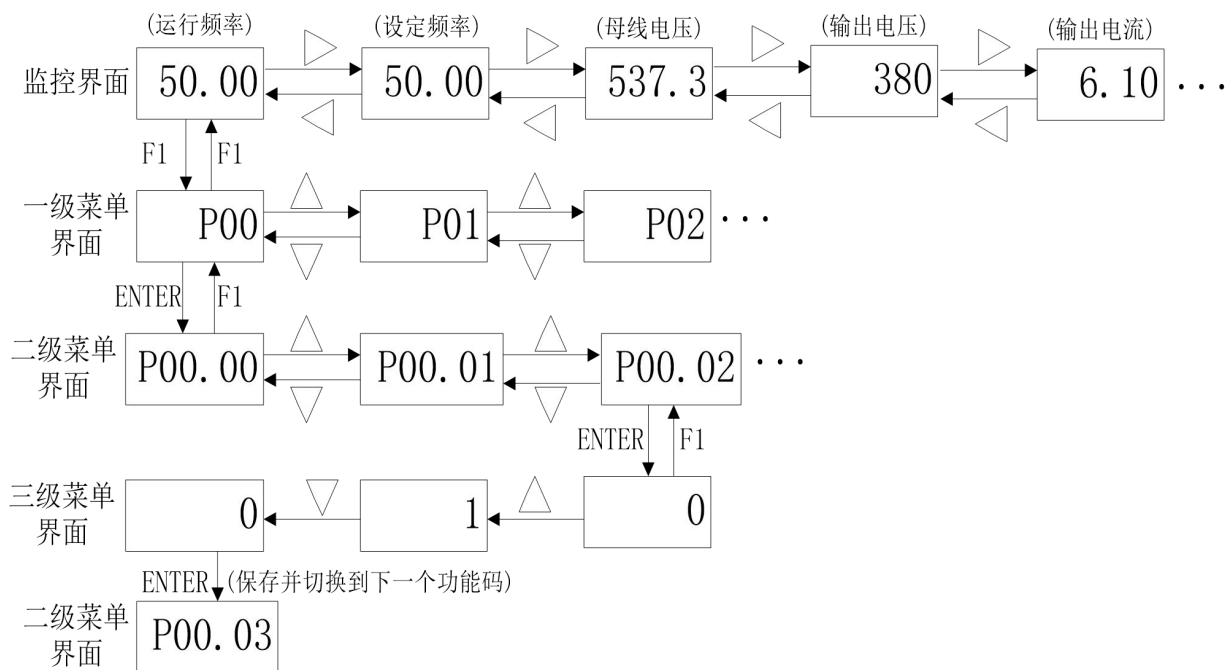 (运行频率) (设定频率) (母线电压) (输出电压) (输出电流)
监控界面 50.00 50.00 537.3 380 6.10 ···
F1 F1
一级菜单
界面
P00 P01 P02 ···
ENTER F1
二级菜单
界面
P00.00 P00.01 P00.02 ···
ENTER F1
三级菜单
界面
0 1 0
ENTER (保存并切换到下一个功能码)
二级菜单
界面
P00.03